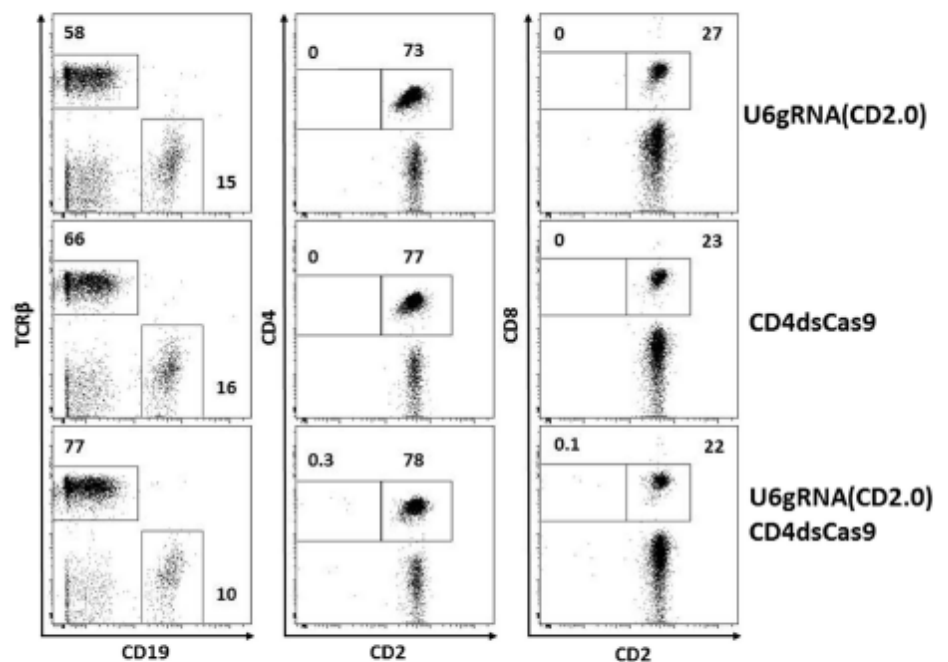 58
0
73
0
27
15
U6gRNA(CD2.0)
66
0
77
0
23
16
CD4dsCas9
77
0.3
78
0.1
22
10
U6gRNA(CD2.0)
CD4dsCas9
TCRβ
CD4
CD8
CD19
CD2
CD2